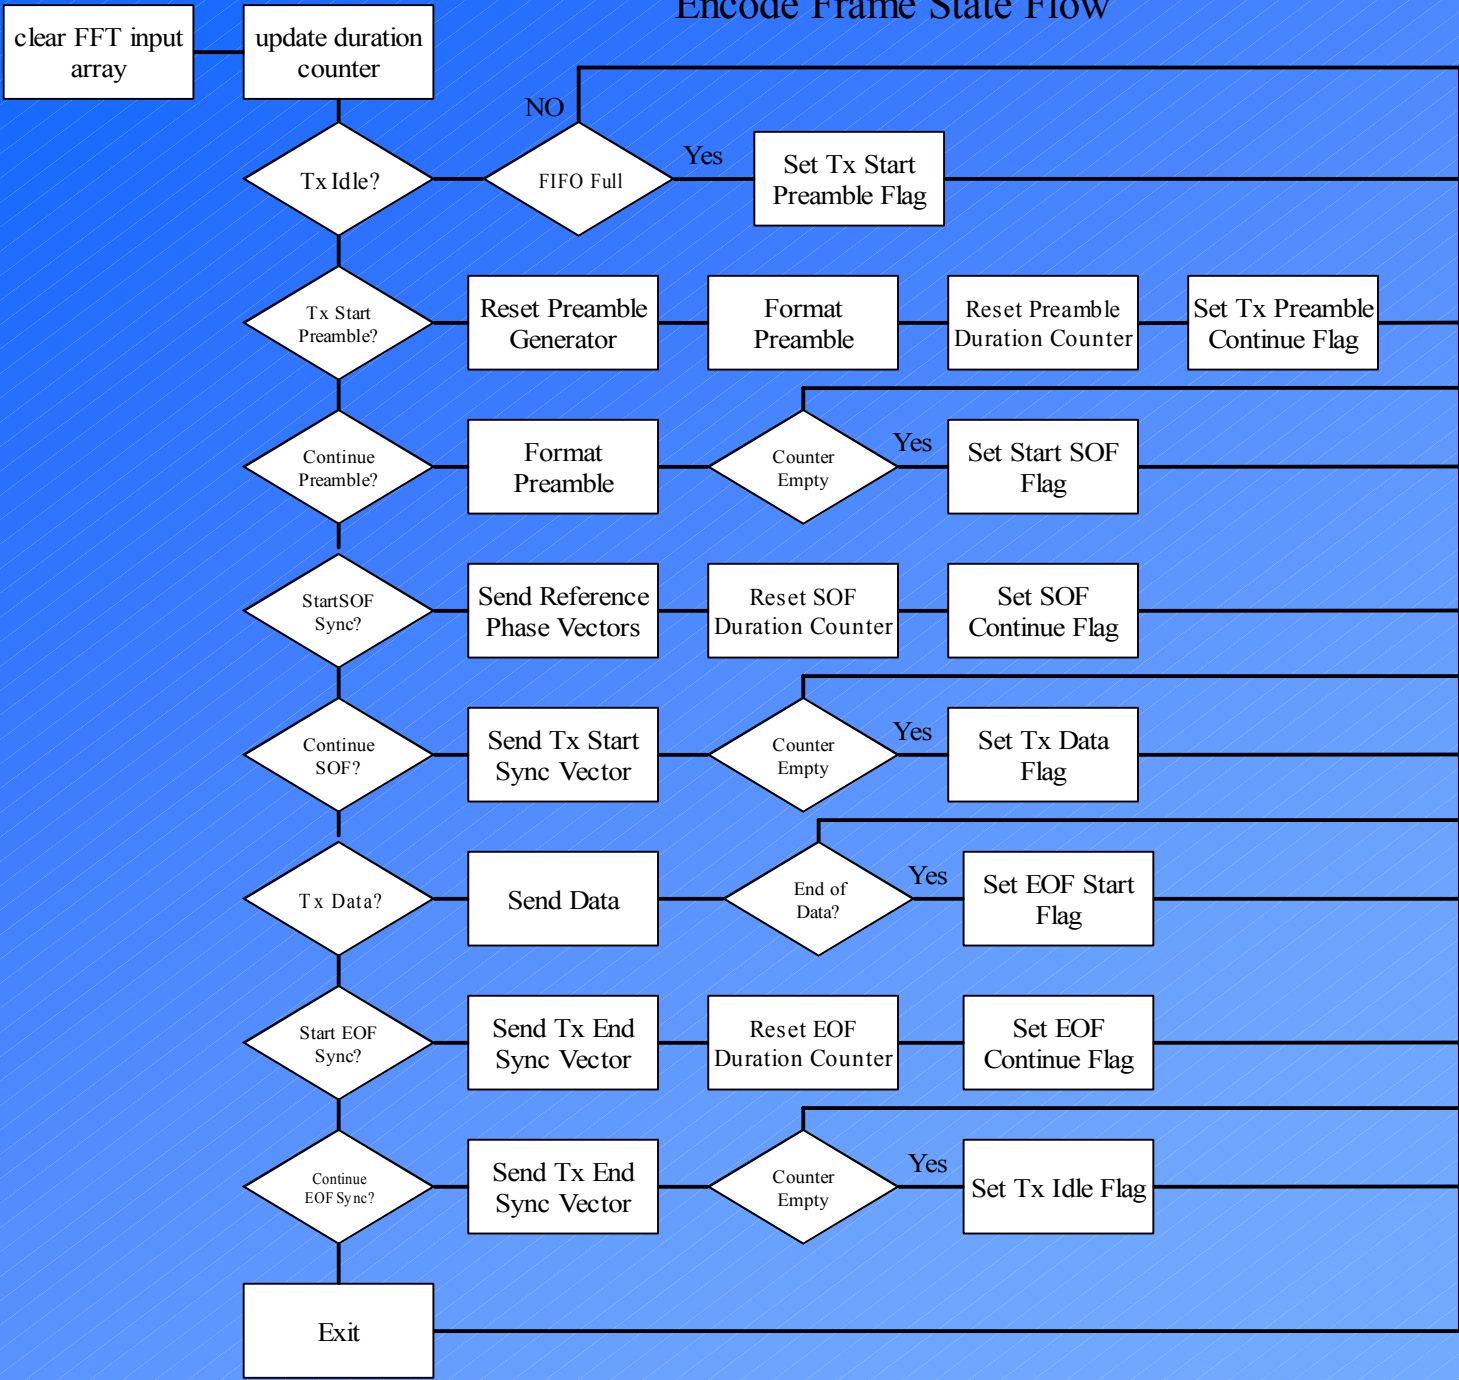 Encode Frame State Flow
clear FFT input
array
update duration
counter
NO
Tx Idle?
FIFO Full
Yes
Set Tx Start
Preamble Flag
Tx Start
Preamble?
Reset Preamble
Generator
Format
Preamble
Reset Preamble
Duration Counter
Set Tx Preamble
Continue Flag
Continue
Preamble?
Format
Preamble
Counter
Empty
Yes
Set Start SOF
Flag
StartSOF
Sync?
Send Reference
Phase Vectors
Reset SOF
Duration Counter
Set SOF
Continue Flag
Continue
SOF?
Send Tx Start
Sync Vector
Counter
Empty
Yes
Set Tx Data
Flag
Tx Data?
Send Data
End of
Data?
Yes
Set EOF Start
Flag
Start EOF
Sync?
Send Tx End
Sync Vector
Reset EOF
Duration Counter
Set EOF
Continue Flag
Continue
EOF Sync?
Send Tx End
Sync Vector
Counter
Empty
Yes
Set Tx Idle Flag
Exit